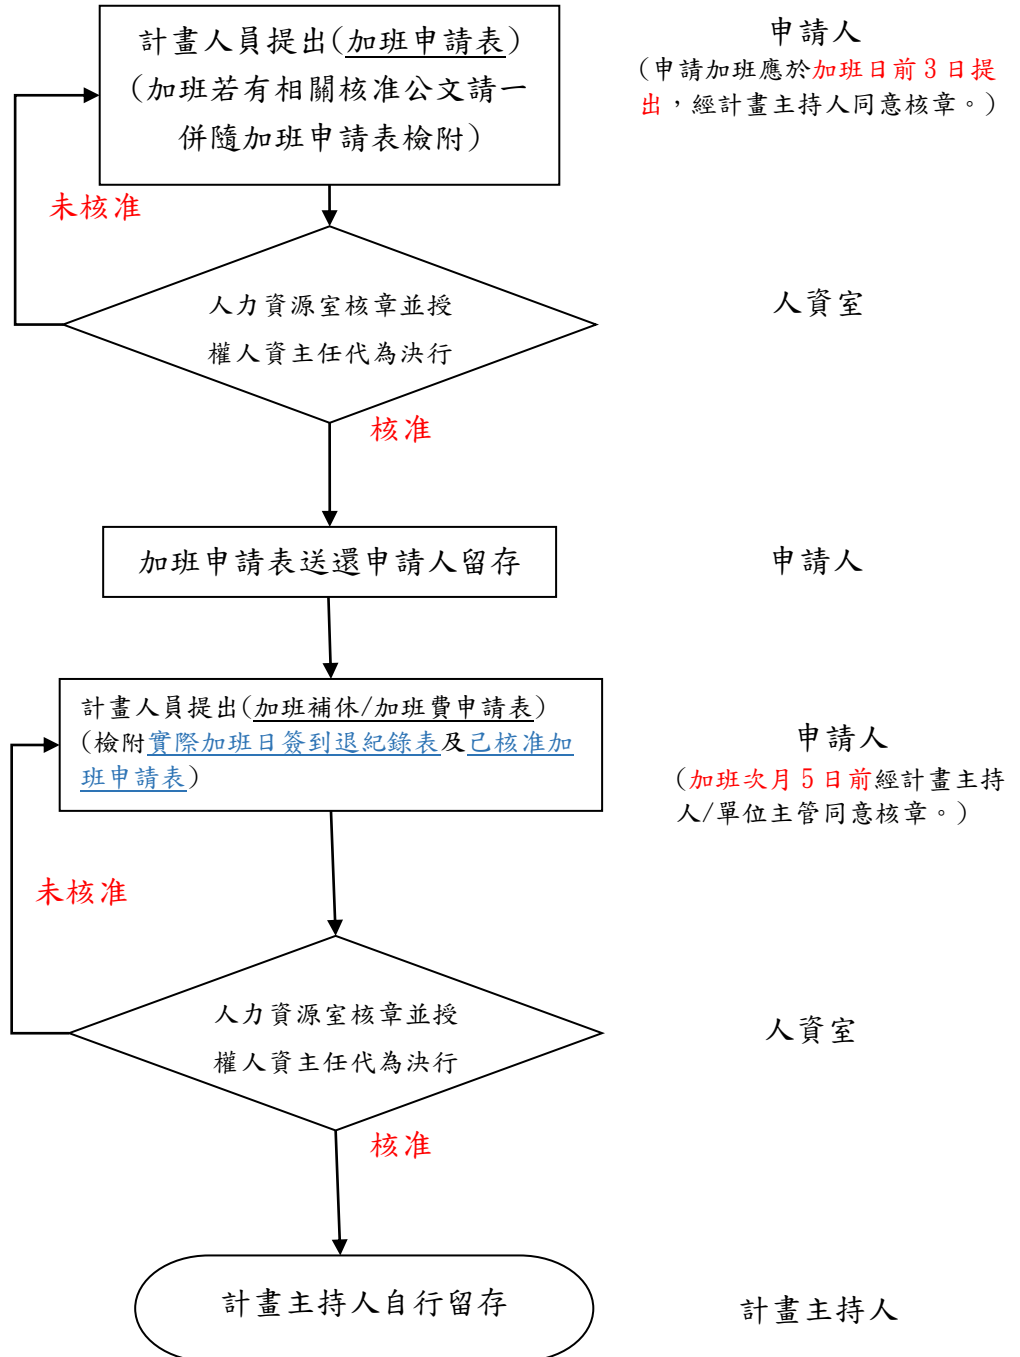 計畫人員提出(加班申請表)
(加班若有相關核准公文請一
併隨加班申請表檢附)
申請人
(申請加班應於加班日前3日提
出，經計畫主持人同意核章。)
未核准
人力資源室核章並授
權人資主任代為決行
人資室
核准
加班申請表送還申請人留存
申請人
計畫人員提出(加班補休/加班費申請表)
(檢附實際加班日簽到退紀錄表及己核准加
班申請表)
申請人
(加班次月5日前經計畫主持
人/單位主管同意核章。)
未核准
人力資源室核章並授
權人資主任代為決行
人資室
核准
計畫主持人自行留存
計畫主持人